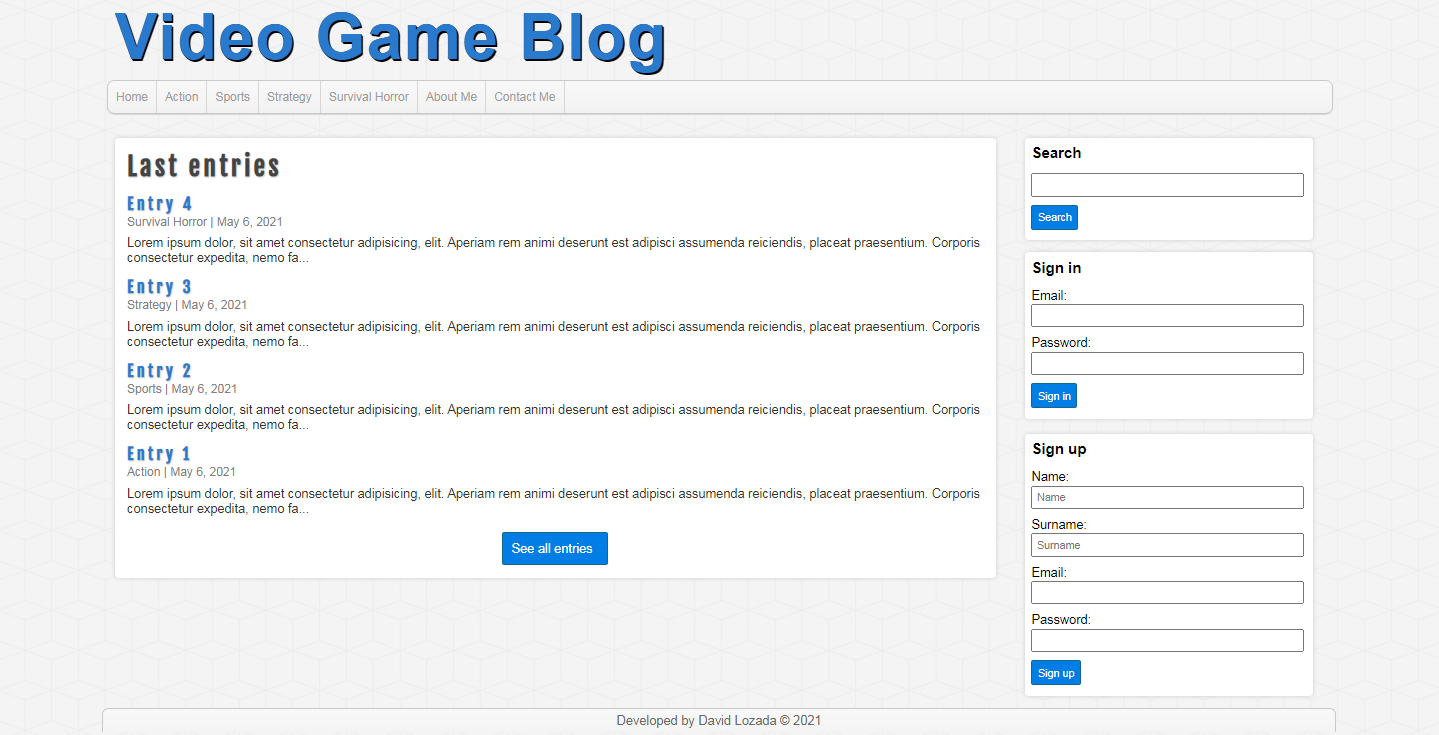 Video Game Blog
Home Action Sports Strategy Survival Horror About Me Contact Me
Last entries
Entry 4
Survival Horror | May 6, 2021
Lorem ipsum dolor, sit amet consectetur adipisicing, elit. Aperiam rem animi deserunt est adipisci assumenda reiciendis, placeat praesentium. Corporis
consectetur expedita, nemo fa...
Entry 3
Strategy | May 6, 2021
Lorem ipsum dolor, sit amet consectetur adipisicing, elit. Aperiam rem animi deserunt est adipisci assumenda reiciendis, placeat praesentium. Corporis
consectetur expedita, nemo fa...
Entry 2
Sports | May 6, 2021
Lorem ipsum dolor, sit amet consectetur adipisicing, elit. Aperiam rem animi deserunt est adipisci assumenda reiciendis, placeat praesentium. Corporis
consectetur expedita, nemo fa...
Entry 1
Action | May 6, 2021
Lorem ipsum dolor, sit amet consectetur adipisicing, elit. Aperiam rem animi deserunt est adipisci assumenda reiciendis, placeat praesentium. Corporis
consectetur expedita, nemo fa...
See all entries
Search
Search
Sign in
Email:
Password:
Sign in
Sign up
Name:
Name
Surname:
Surname
Email:
Password:
Sign up
Developed by David Lozada © 2021